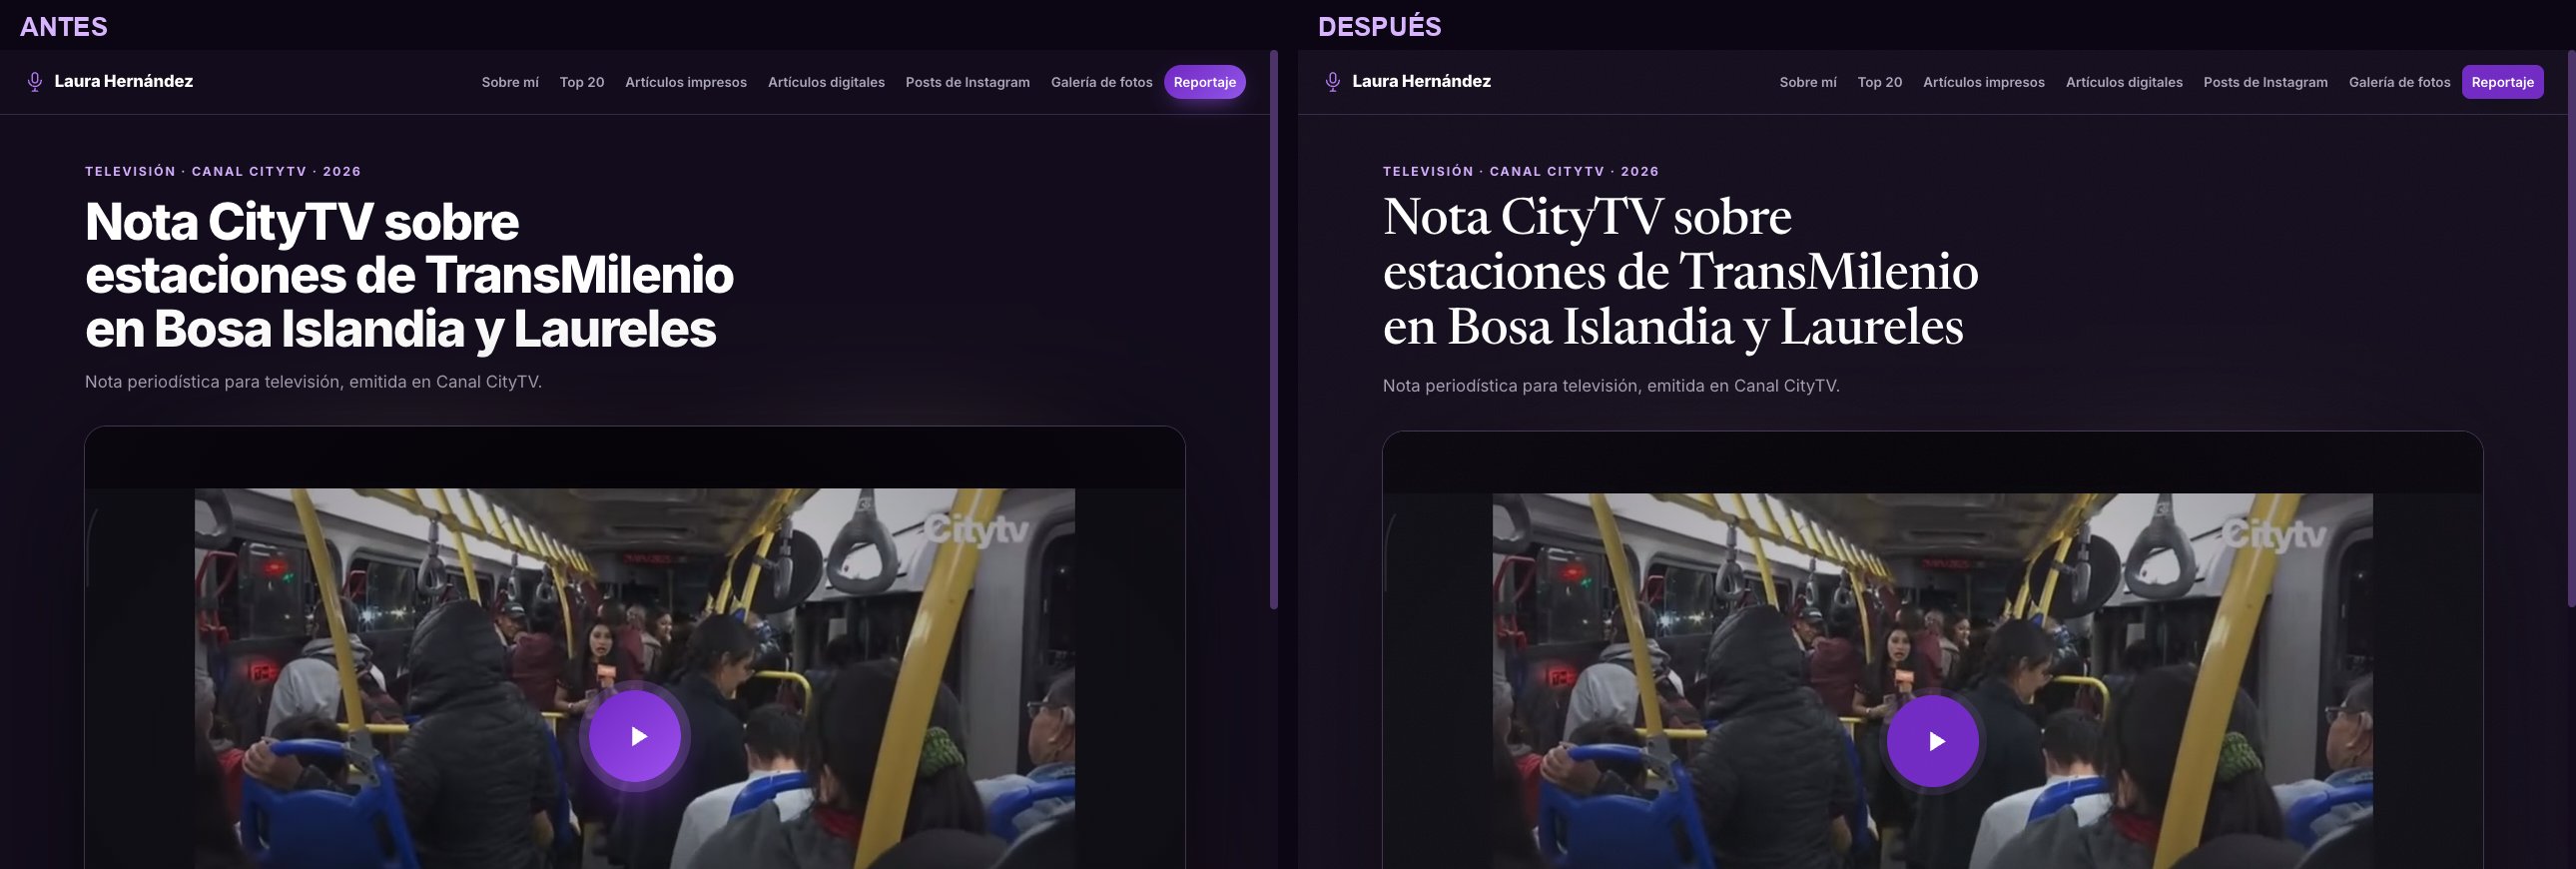 ANTES
Laura Hernández
Sobre mí Top 20 Artículos impresos Artículos digitales Posts de Instagram Galería de fotos Reportaje
TELEVISIÓN · CANAL CITYTV · 2026
Nota CityTV sobre
estaciones de TransMilenio
en Bosa Islandia y Laureles
Nota periodística para televisión, emitida en Canal CityTV.
Citytv
DESPUÉS
Laura Hernández
Sobre mí Top 20 Artículos impresos Artículos digitales Posts de Instagram Galería de fotos Reportaje
TELEVISIÓN · CANAL CITYTV · 2026
Nota CityTV sobre
estaciones de TransMilenio
en Bosa Islandia y Laureles
Nota periodística para televisión, emitida en Canal CityTV.
Citytv